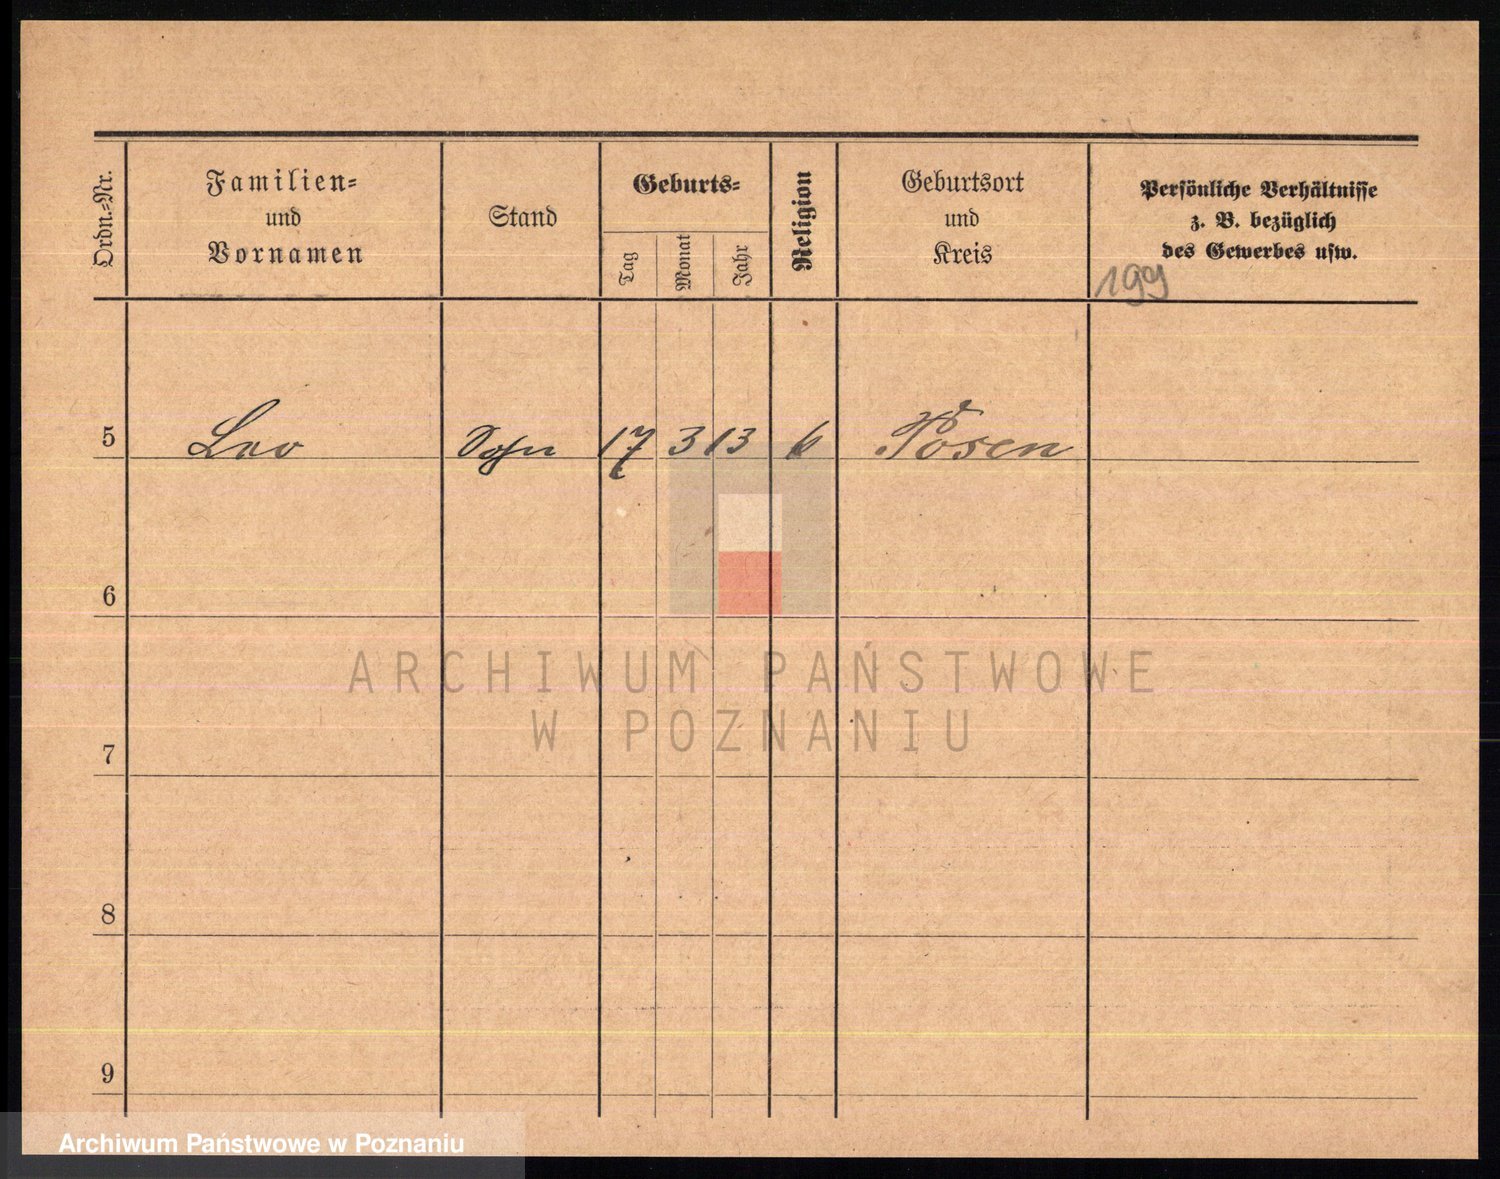 Ordn.=Nr.
Familien=
und
Vornamen
Stand
Geburts=
Tag
Monat
Jahr
Religion
Geburtsort
und
Kreis
Persönliche Verhältnisse
z. B. bezüglich
des Gewerbes usw.
199
5 Leo Sohn 17 3 13 Posen
6
7
8
9
ARCHIWUM PAŃSTWOWE
W POZNANIU
Archiwum Państwowe w Poznaniu